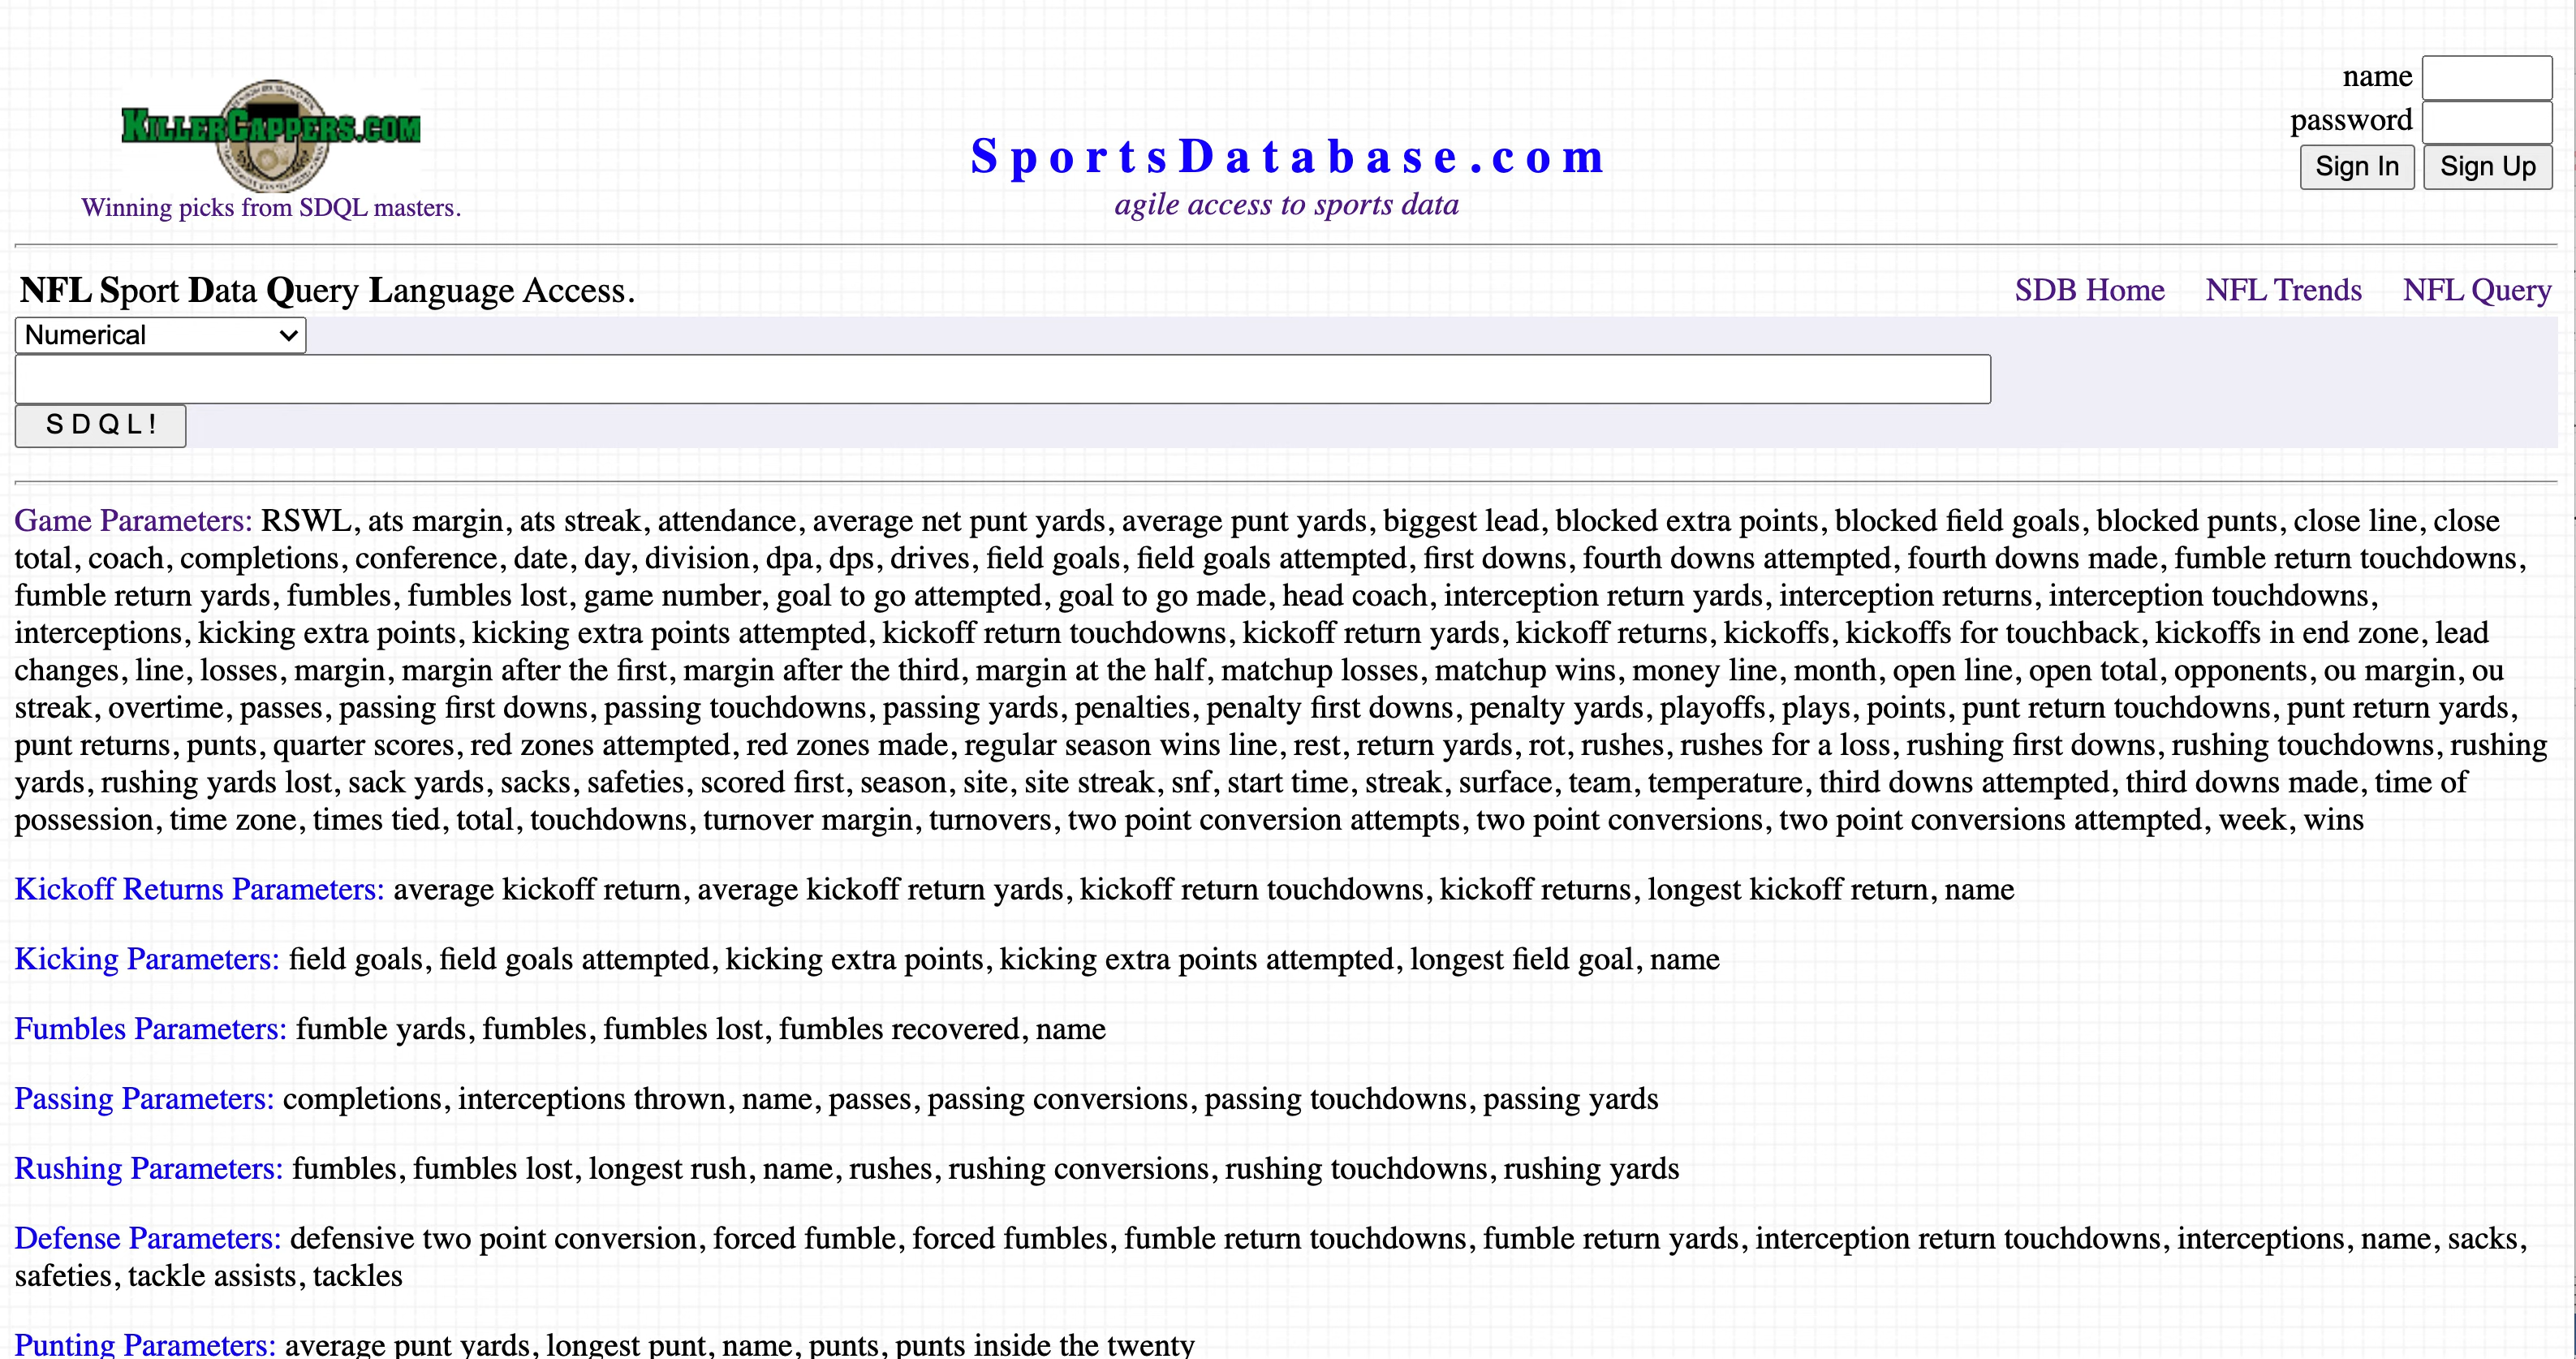 name
password
Sign In Sign Up
KILLERCAPPERS.COM
Winning picks from SDQL masters.
SportsDatabase.com
agile access to sports data
NFL Sport Data Query Language Access.
SDB Home NFL Trends NFL Query
Numerical
S D Q L !
Game Parameters: RSWL, ats margin, ats streak, attendance, average net punt yards, average punt yards, biggest lead, blocked extra points, blocked field goals, blocked punts, close line, close
total, coach, completions, conference, date, day, division, dpa, dps, drives, field goals, field goals attempted, first downs, fourth downs attempted, fourth downs made, fumble return touchdowns,
fumble return yards, fumbles, fumbles lost, game number, goal to go attempted, goal to go made, head coach, interception return yards, interception returns, interception touchdowns,
interceptions, kicking extra points, kicking extra points attempted, kickoff return touchdowns, kickoff return yards, kickoff returns, kickoffs, kickoffs for touchback, kickoffs in end zone, lead
changes, line, losses, margin, margin after the first, margin after the third, margin at the half, matchup losses, matchup wins, money line, month, open line, open total, opponents, ou margin, ou
streak, overtime, passes, passing first downs, passing touchdowns, passing yards, penalties, penalty first downs, penalty yards, playoffs, plays, points, punt return touchdowns, punt return yards,
punt returns, punts, quarter scores, red zones attempted, red zones made, regular season wins line, rest, return yards, rot, rushes, rushes for a loss, rushing first downs, rushing touchdowns, rushing
yards, rushing yards lost, sack yards, sacks, safeties, scored first, season, site, site streak, snf, start time, streak, surface, team, temperature, third downs attempted, third downs made, time of
possession, time zone, times tied, total, touchdowns, turnover margin, turnovers, two point conversion attempts, two point conversions, two point conversions attempted, week, wins
Kickoff Returns Parameters: average kickoff return, average kickoff return yards, kickoff return touchdowns, kickoff returns, longest kickoff return, name
Kicking Parameters: field goals, field goals attempted, kicking extra points, kicking extra points attempted, longest field goal, name
Fumbles Parameters: fumble yards, fumbles, fumbles lost, fumbles recovered, name
Passing Parameters: completions, interceptions thrown, name, passes, passing conversions, passing touchdowns, passing yards
Rushing Parameters: fumbles, fumbles lost, longest rush, name, rushes, rushing conversions, rushing touchdowns, rushing yards
Defense Parameters: defensive two point conversion, forced fumble, forced fumbles, fumble return touchdowns, fumble return yards, interception return touchdowns, interceptions, name, sacks,
safeties, tackle assists, tackles
Punting Parameters: average punt yards, longest punt, name, punts, punts inside the twenty